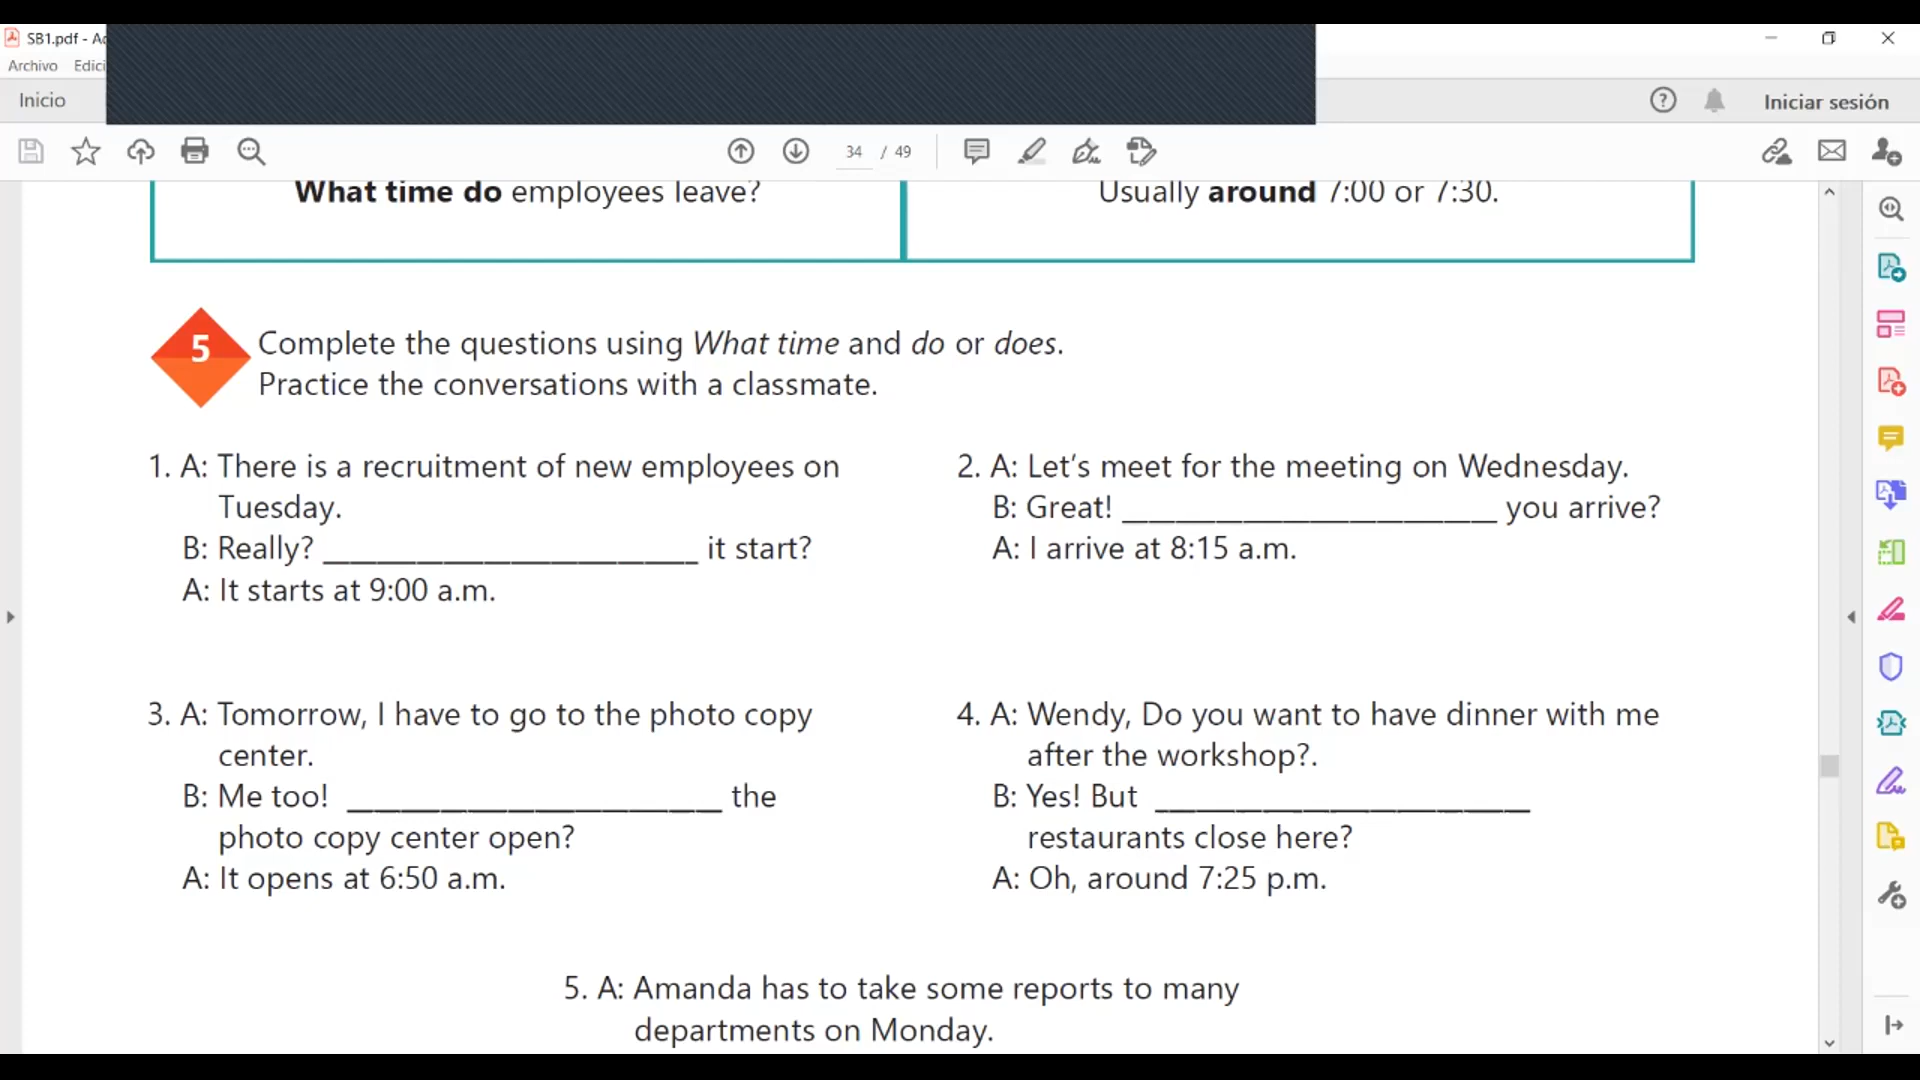 SB1.pdf - Ac
Archivo Edici
Inicio
Iniciar sesión
34 / 49
What time do employees leave?
Usually around 7:00 or 7:30.
5
Complete the questions using What time and do or does.
Practice the conversations with a classmate.
1. A: There is a recruitment of new employees on
Tuesday.
B: Really? ____________________________ it start?
A: It starts at 9:00 a.m.
2. A: Let's meet for the meeting on Wednesday.
B: Great! ____________________________ you arrive?
A: I arrive at 8:15 a.m.
3. A: Tomorrow, I have to go to the photo copy
center.
B: Me too! ____________________________ the
photo copy center open?
A: It opens at 6:50 a.m.
4. A: Wendy, Do you want to have dinner with me
after the workshop?.
B: Yes! But ____________________________
restaurants close here?
A: Oh, around 7:25 p.m.
5. A: Amanda has to take some reports to many
departments on Monday.